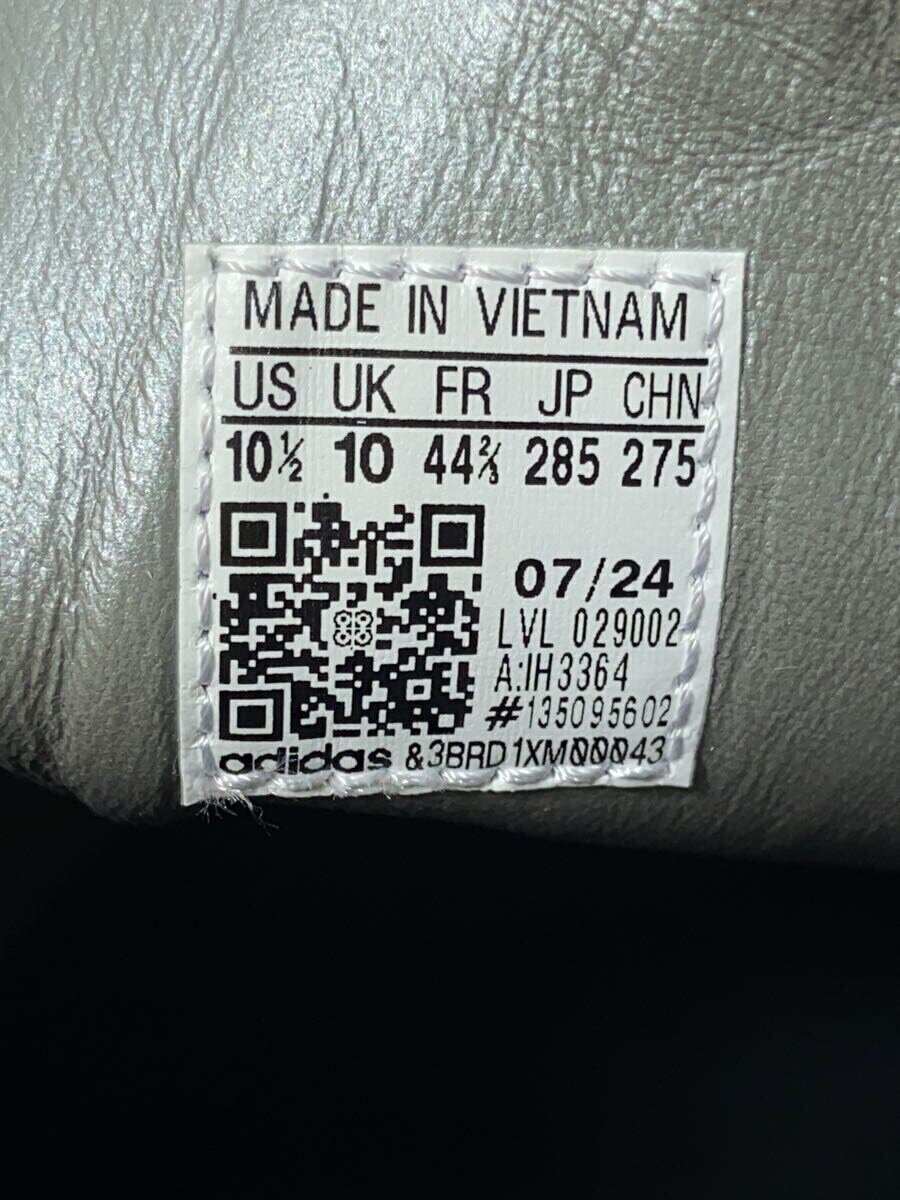 MADE IN VIETNAM
US UK FR JP CHN
10½ 10 44⅔ 285 275
07/24
LVL 029002
A:IH3364
#135095602
adidas &3BRD1XM00043